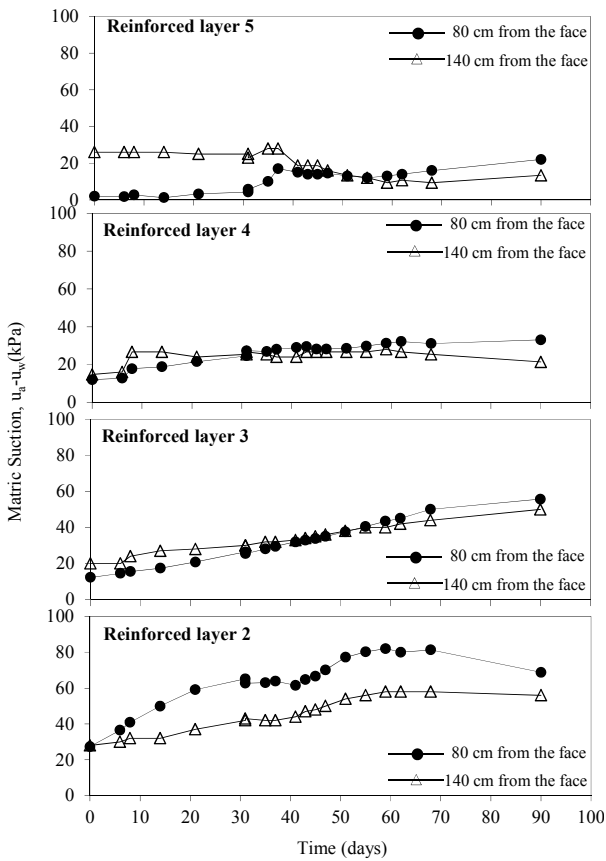 Reinforced layer 5
80 cm from the face
140 cm from the face
100
80
60
40
20
0
Reinforced layer 4
80 cm from the face
140 cm from the face
100
80
60
40
20
0
Matric Suction, uₐ-u_w(kPa)
Reinforced layer 3
80 cm from the face
140 cm from the face
100
80
60
40
20
0
Reinforced layer 2
80 cm from the face
140 cm from the face
100
80
60
40
20
0
0 10 20 30 40 50 60 70 80 90 100
Time (days)